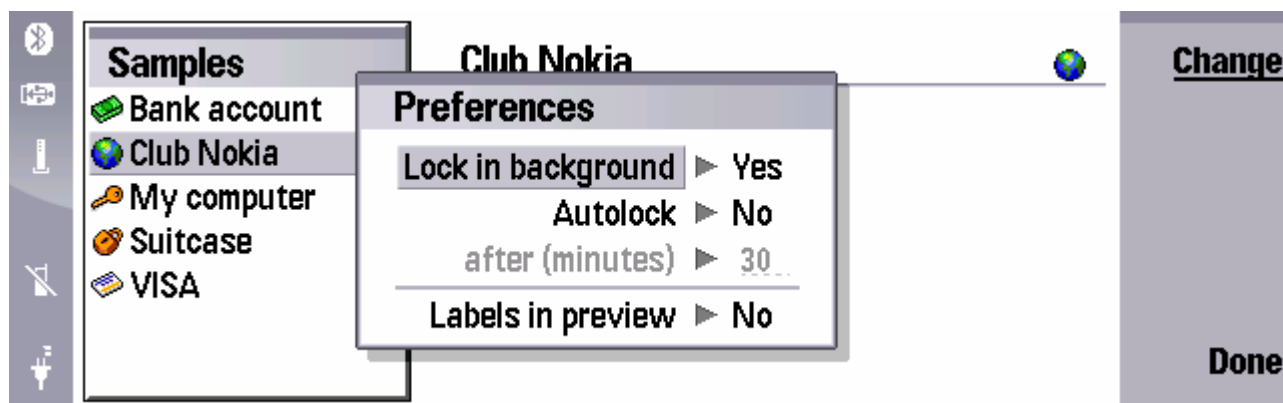 Samples
Bank account
Club Nokia
My computer
Suitcase
VISA
Club Nokia
Preferences
Lock in background Yes
Autolock No
after (minutes) 30
Labels in preview No
Change
Done